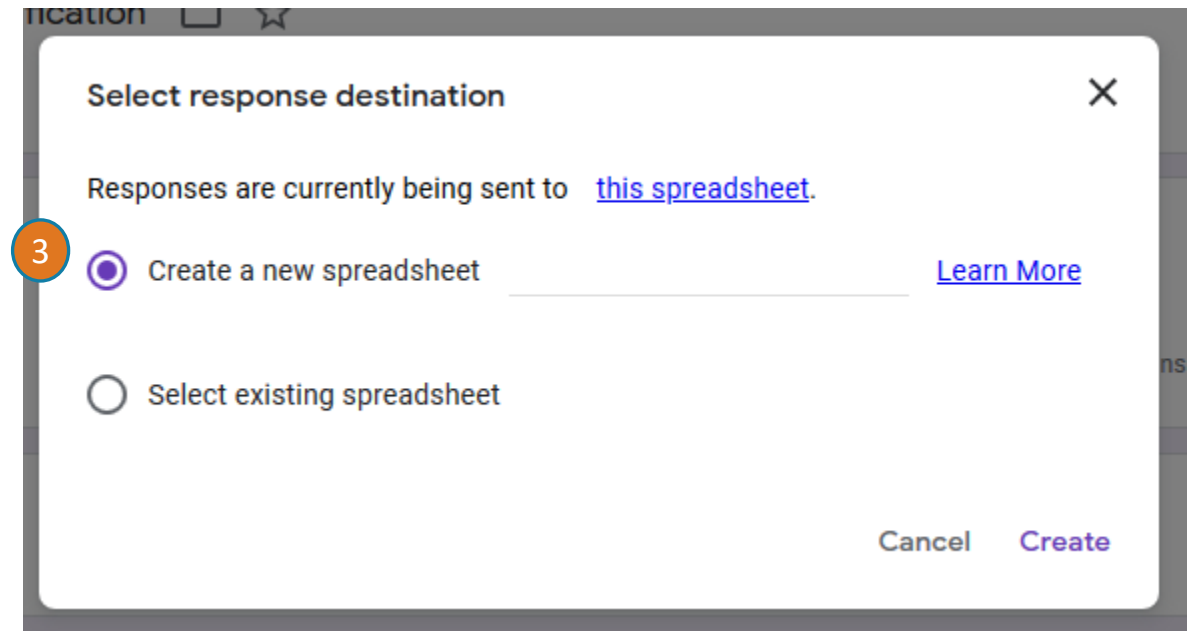 fication
Select response destination
Responses are currently being sent to this spreadsheet.
3
Create a new spreadsheet Learn More
ns
Select existing spreadsheet
Cancel Create